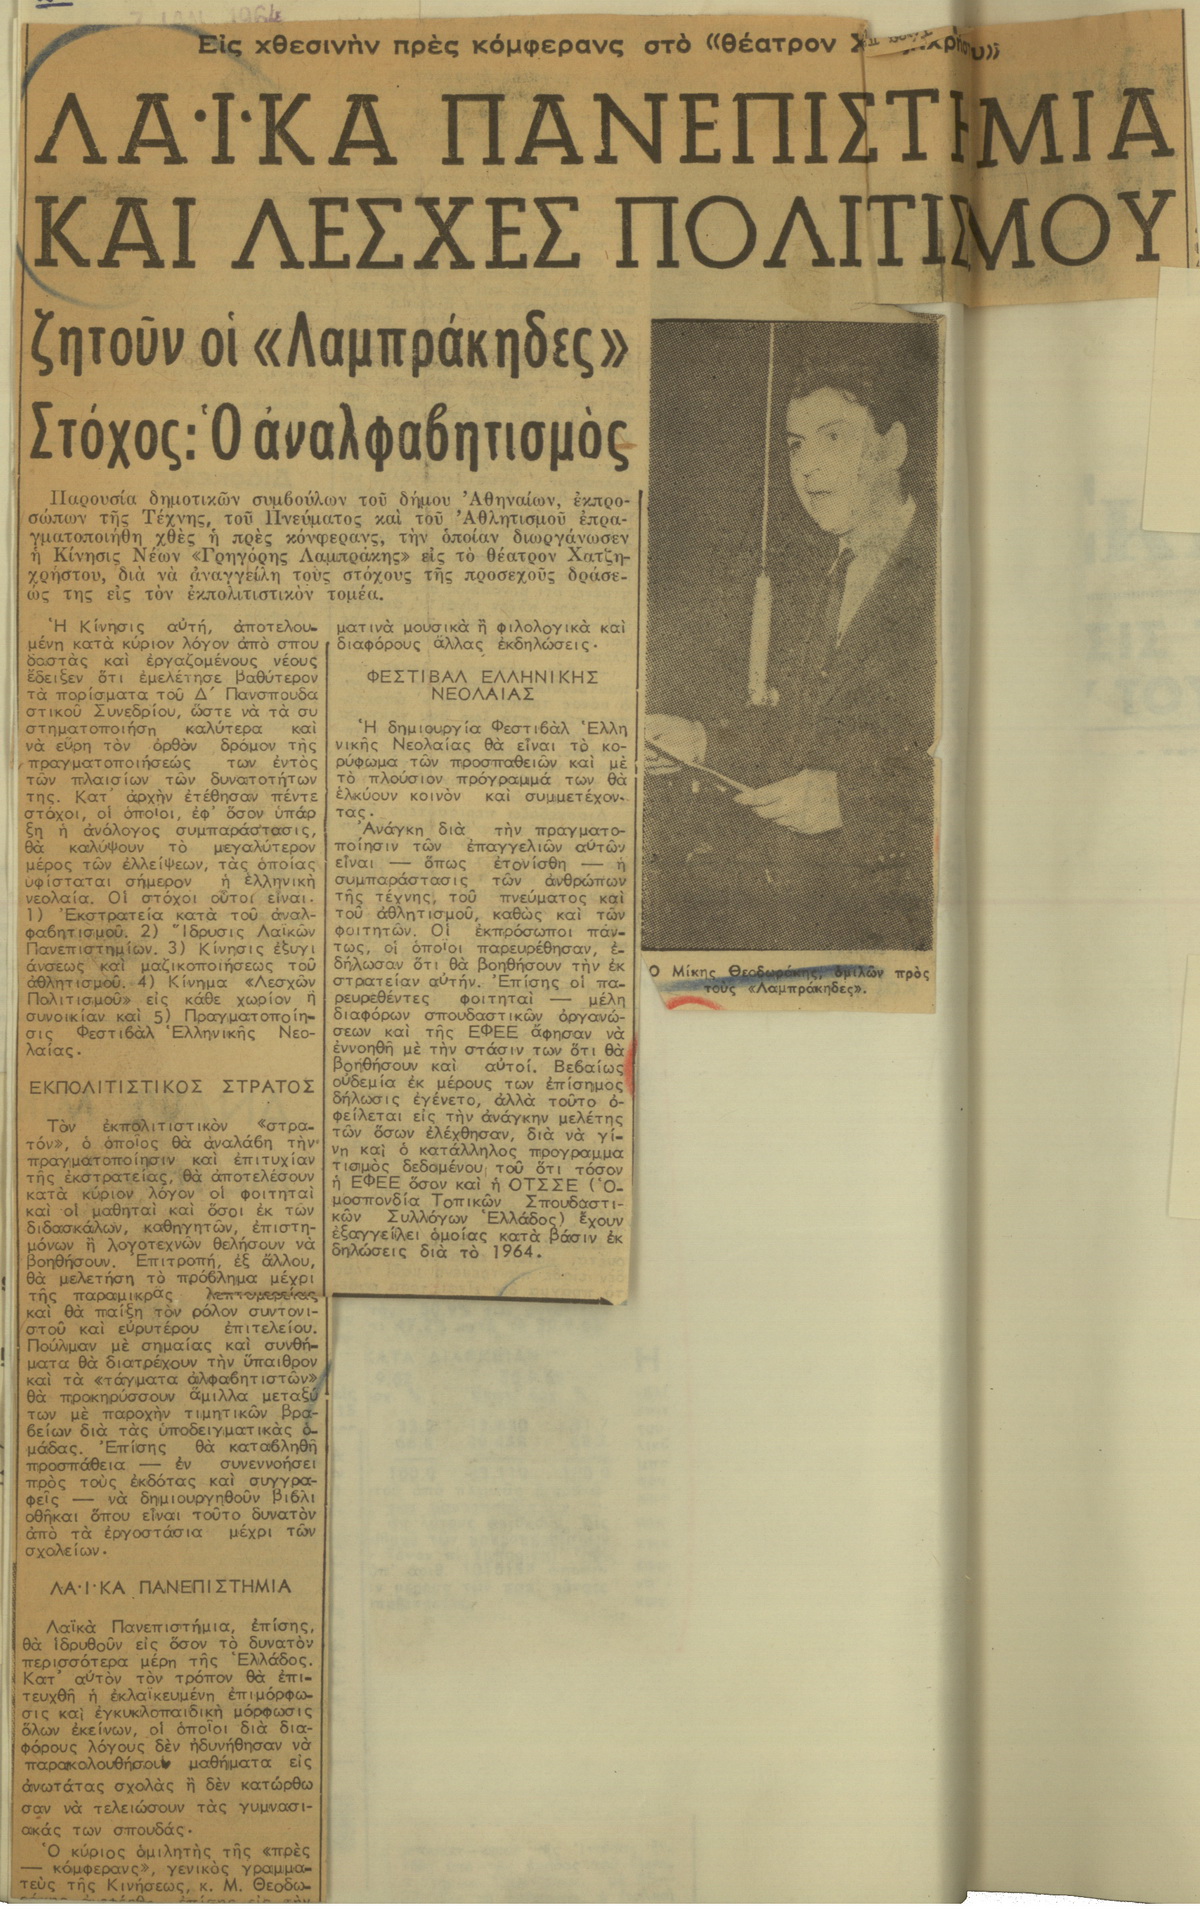 7 ΙΑΝ. 1964
Εἰς χθεσινὴν πρὲς κόμφερανς στὸ «θέατρον
ΛΑ·Ι·ΚΑ ΠΑΝΕΠΙΣΤΗΜΙΑ
ΚΑΙ ΛΕΣΧΕΣ ΠΟΛΙΤΙΣΜΟΥ
ζητοῦν οἱ «Λαμπράκηδες»
Στόχος: Ὁ ἀναλφαβητισμὸς
Παρουσία δημοτικῶν συμβούλων τοῦ δήμου Ἀθηναίων, ἐκπρο-
σώπων τῆς Τέχνης, τοῦ Πνεύματος καὶ τοῦ Ἀθλητισμοῦ ἐπρα-
γματοποιήθη χθὲς ἡ πρὲς κόνφερανς, τὴν ὁποίαν διωργάνωσεν
ἡ Κίνησις Νέων «Γρηγόρης Λαμπράκης» εἰς τὸ θέατρον Χατζη-
χρήστου, διὰ νὰ ἀναγγείλη τοὺς στόχους τῆς προσεχοῦς δράσε-
ώς της εἰς τὸν ἐκπολιτιστικὸν τομέα.
Ἡ Κίνησις αὐτή, ἀποτελου-
μένη κατὰ κύριον λόγον ἀπὸ σπου
δαστὰς καὶ ἐργαζομένους νέους
ἔδειξεν ὅτι ἐμελέτησε βαθύτερον
τὰ πορίσματα τοῦ Δ΄ Πανσπουδα
στικοῦ Συνεδρίου, ὥστε νὰ τὰ συ
στηματοποιήση καλύτερα καὶ
νὰ εὕρη τὸν ὀρθὸν δρόμον τῆς
πραγματοποιήσεώς των ἐντὸς
τῶν πλαισίων τῶν δυνατοτήτων
της. Κατ' ἀρχὴν ἐτέθησαν πέντε
στόχοι, οἱ ὁποῖοι, ἐφ' ὅσον ὑπάρ
ξη ἡ ἀνόλογος συμπαράστασις,
θὰ καλύψουν τὸ μεγαλύτερον
μέρος τῶν ἐλλείψεων, τὰς ὁποίας
ὑφίσταται σήμερον ἡ ἑλληνικὴ
νεολαία. Οἱ στόχοι οὗτοι εἶναι.
1) Ἐκστρατεία κατὰ τοῦ ἀναλ-
φαβητισμοῦ. 2) Ἵδρυσις Λαϊκῶν
Πανεπιστημίων. 3) Κίνησις ἐξυγι
άνσεως καὶ μαζικοποιήσεως τοῦ
ἀθλητισμοῦ. 4) Κίνημα «Λεσχῶν
Πολιτισμοῦ» εἰς κάθε χωρίον ἢ
συνοικίαν καὶ 5) Πραγματοποίη-
σις Φεστιβὰλ Ἑλληνικῆς Νεο-
λαίας.
ΕΚΠΟΛΙΤΙΣΤΙΚΟΣ ΣΤΡΑΤΟΣ
Τὸν ἐκπολιτιστικὸν «στρα-
τόν», ὁ ὁποῖος θὰ ἀναλάβη τὴν
πραγματοποίησιν καὶ ἐπιτυχίαν
τῆς ἐκστρατείας, θὰ ἀποτελέσουν
κατὰ κύριον λόγον οἱ φοιτηταὶ
καὶ οἱ μαθηταὶ καὶ ὅσοι ἐκ τῶν
διδασκάλων, καθηγητῶν, ἐπιστη-
μόνων ἢ λογοτεχνῶν θελήσουν νὰ
βοηθήσουν. Ἐπιτροπή, ἐξ ἄλλου,
θὰ μελετήση τὸ πρόβλημα μέχρι
τῆς παραμικρᾶς λεπτομερείας
καὶ θὰ παίξη τὸν ρόλον συντονι-
στοῦ καὶ εὐρυτέρου ἐπιτελείου.
Πούλμαν μὲ σημαίας καὶ συνθή-
ματα θὰ διατρέχουν τὴν ὕπαιθρον
καὶ τὰ «τάγματα ἀλφαβητιστῶν»
θὰ προκηρύσσουν ἅμιλλα μεταξύ
των μὲ παροχὴν τιμητικῶν βρα-
βείων διὰ τὰς ὑποδειγματικὰς ὁ-
μάδας. Ἐπίσης θὰ καταβληθῆ
προσπάθεια — ἐν συνεννοήσει
πρὸς τοὺς ἐκδότας καὶ συγγρα-
φεῖς — νὰ δημιουργηθοῦν βιβλι
οθῆκαι ὅπου εἶναι τοῦτο δυνατὸν
ἀπὸ τὰ ἐργοστάσια μέχρι τῶν
σχολείων.
ΛΑ·Ι·ΚΑ ΠΑΝΕΠΙΣΤΗΜΙΑ
Λαϊκὰ Πανεπιστήμια, ἐπίσης,
θὰ ἱδρυθοῦν εἰς ὅσον τὸ δυνατὸν
περισσότερα μέρη τῆς Ἑλλάδος.
Κατ' αὐτὸν τὸν τρόπον θὰ ἐπι-
τευχθῆ ἡ ἐκλαϊκευμένη ἐπιμόρφω-
σις καὶ ἐγκυκλοπαιδικὴ μόρφωσις
ὅλων ἐκείνων, οἱ ὁποῖοι διὰ δια-
φόρους λόγους δὲν ἠδυνήθησαν νὰ
παρακολουθήσουν μαθήματα εἰς
ἀνωτάτας σχολὰς ἢ δὲν κατώρθω
σαν νὰ τελειώσουν τὰς γυμνασι-
ακάς των σπουδάς.
Ὁ κύριος ὁμιλητὴς τῆς «πρὲς
— κόμφερανς», γενικὸς γραμμα-
τεὺς τῆς Κινήσεως, κ. Μ. Θεοδω-
ματινὰ μουσικὰ ἢ φιλολογικὰ καὶ
διαφόρους ἄλλας ἐκδηλώσεις.
ΦΕΣΤΙΒΑΛ ΕΛΛΗΝΙΚΗΣ
ΝΕΟΛΑΙΑΣ
Ἡ δημιουργία Φεστιβὰλ Ἑλλη
νικῆς Νεολαίας θὰ εἶναι τὸ κο-
ρύφωμα τῶν προσπαθειῶν καὶ μὲ
τὸ πλούσιον πρόγραμμά των θὰ
ἑλκύουν κοινὸν καὶ συμμετέχον-
τας.
Ἀνάγκη διὰ τὴν πραγματο-
ποίησιν τῶν ἐπαγγελιῶν αὐτῶν
εἶναι — ὅπως ἐτονίσθη — ἡ
συμπαράστασις τῶν ἀνθρώπων
τῆς τέχνης, τοῦ πνεύματος καὶ
τοῦ ἀθλητισμοῦ, καθὼς καὶ τῶν
φοιτητῶν. Οἱ ἐκπρόσωποι πάν-
τως, οἱ ὁποῖοι παρευρέθησαν, ἐ-
δήλωσαν ὅτι θὰ βοηθήσουν τὴν ἐκ
στρατείαν αὐτήν. Ἐπίσης οἱ πα-
ρευρεθέντες φοιτηταὶ — μέλη
διαφόρων σπουδαστικῶν ὀργανώ-
σεων καὶ τῆς ΕΦΕΕ ἄφησαν νὰ
ἐννοηθῆ μὲ τὴν στάσιν των ὅτι θὰ
βοηθήσουν καὶ αὐτοί. Βεβαίως
οὐδεμία ἐκ μέρους των ἐπίσημος
δήλωσις ἐγένετο, ἀλλὰ τοῦτο ὀ-
φείλεται εἰς τὴν ἀνάγκην μελέτης
τῶν ὅσων ἐλέχθησαν, διὰ νὰ γί-
νη καὶ ὁ κατάλληλος προγραμμα
τισμὸς δεδομένου τοῦ ὅτι τόσον
ἡ ΕΦΕΕ ὅσον καὶ ἡ ΟΤΣΣΕ (Ὁ-
μοσπονδία Τοπικῶν Σπουδαστι-
κῶν Συλλόγων Ἑλλάδος) ἔχουν
ἐξαγγείλει ὁμοίας κατὰ βάσιν ἐκ
δηλώσεις διὰ τὸ 1964.
Ο Μίκης Θεοδωράκης, ὁμιλῶν πρὸς
τοὺς «Λαμπράκηδες».